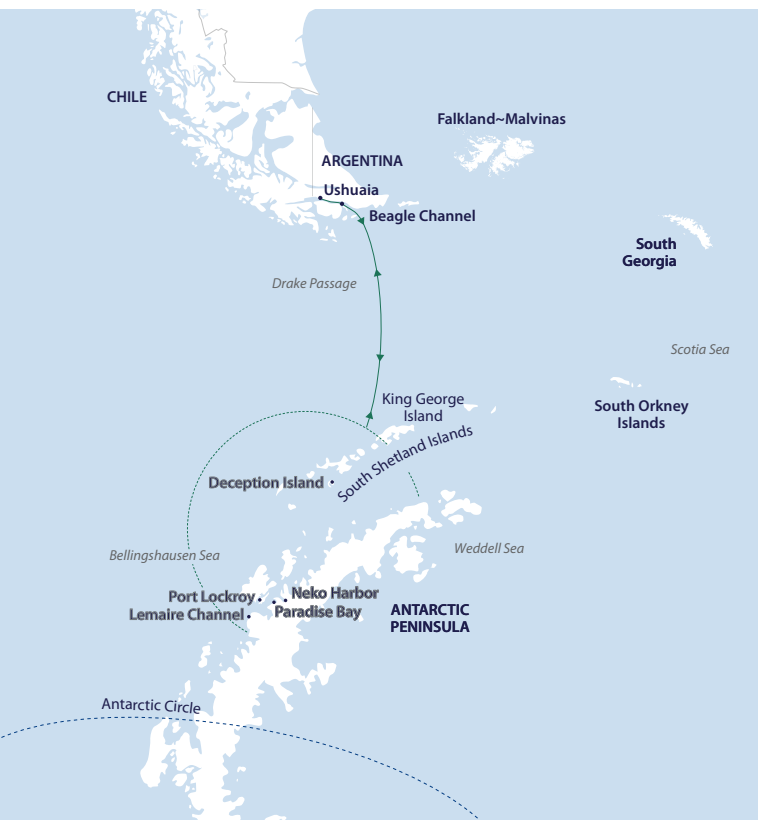 CHILE
Falkland~Malvinas
ARGENTINA
Ushuaia
Beagle Channel
South
Georgia
Drake Passage
Scotia Sea
King George
Island
South Orkney
Islands
South Shetland Islands
Deception Island
Bellingshausen Sea
Weddell Sea
Port Lockroy
Neko Harbor
Lemaire Channel
Paradise Bay
ANTARCTIC
PENINSULA
Antarctic Circle